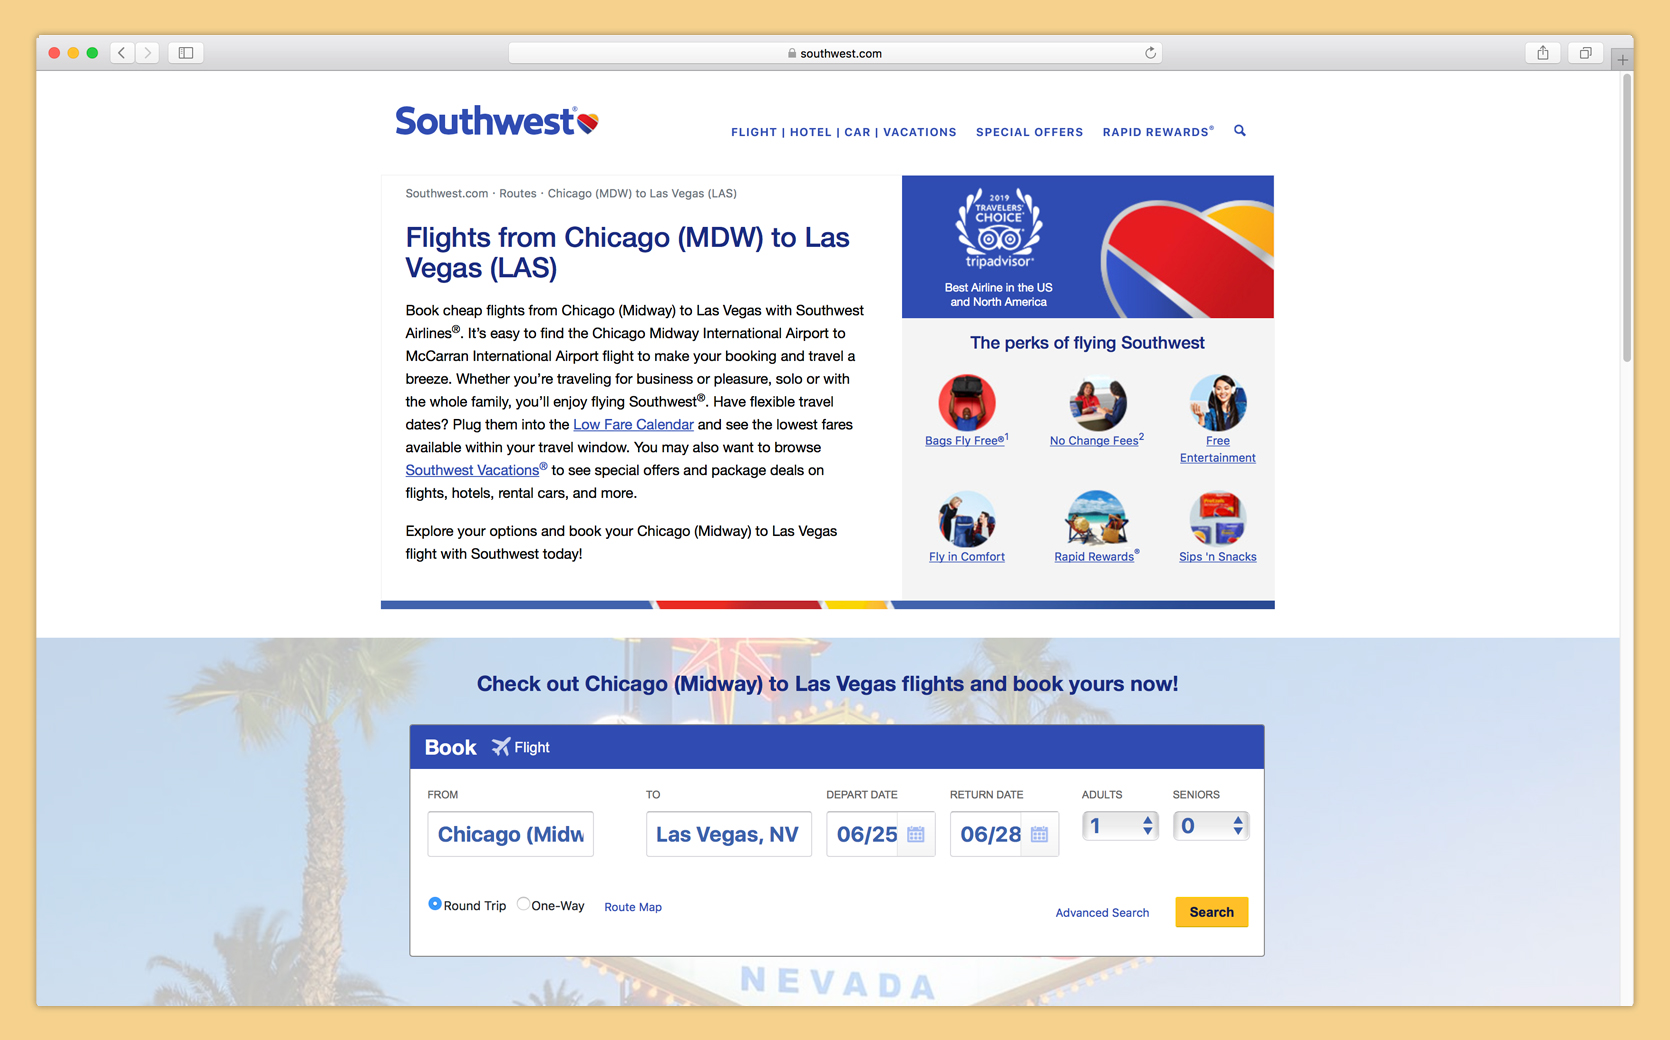 southwest.com
Southwest®
FLIGHT | HOTEL | CAR | VACATIONS
SPECIAL OFFERS
RAPID REWARDS®
Southwest.com · Routes · Chicago (MDW) to Las Vegas (LAS)
Flights from Chicago (MDW) to Las
Vegas (LAS)
Book cheap flights from Chicago (Midway) to Las Vegas with Southwest
Airlines®. It’s easy to find the Chicago Midway International Airport to
McCarran International Airport flight to make your booking and travel a
breeze. Whether you’re traveling for business or pleasure, solo or with
the whole family, you’ll enjoy flying Southwest®. Have flexible travel
dates? Plug them into the Low Fare Calendar and see the lowest fares
available within your travel window. You may also want to browse
Southwest Vacations® to see special offers and package deals on
flights, hotels, rental cars, and more.
Explore your options and book your Chicago (Midway) to Las Vegas
flight with Southwest today!
2019
TRAVELERS’
CHOICE®
tripadvisor®
Best Airline in the US
and North America
The perks of flying Southwest
Bags Fly Free®1
No Change Fees2
Free
Entertainment
Fly in Comfort
Rapid Rewards®
Sips 'n Snacks
Check out Chicago (Midway) to Las Vegas flights and book yours now!
Book
Flight
FROM
TO
DEPART DATE
RETURN DATE
ADULTS
SENIORS
Chicago (Midw
Las Vegas, NV
06/25
06/28
1
0
Round Trip
One-Way
Route Map
Advanced Search
Search
NEVADA